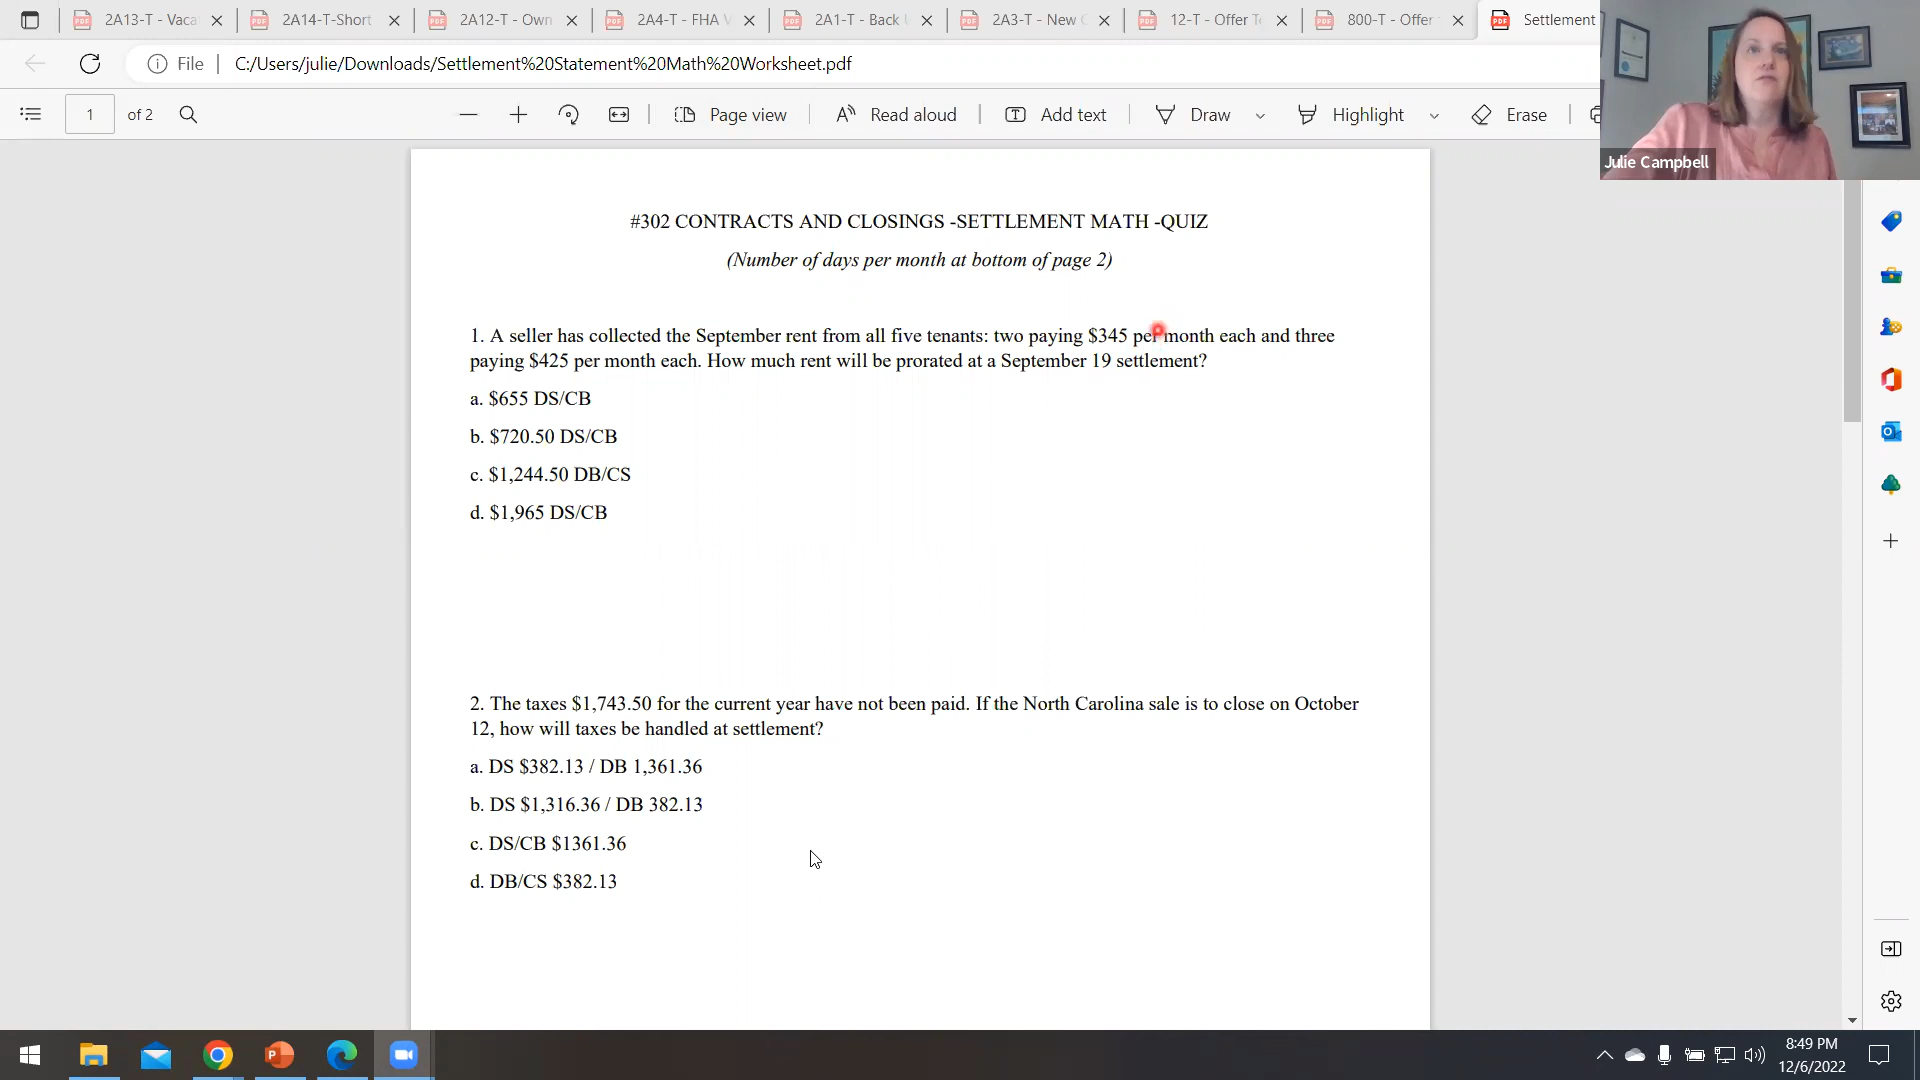 2A13-T - Vaca
2A14-T-Short
2A12-T - Own
2A4-T - FHA V
2A1-T - Back
2A3-T - New
12-T - Offer T
800-T - Offer
Settlement
File
C:/Users/julie/Downloads/Settlement%20Statement%20Math%20Worksheet.pdf
1 of 2
Page view
Read aloud
Add text
Draw
Highlight
Erase
Julie Campbell
#302 CONTRACTS AND CLOSINGS -SETTLEMENT MATH -QUIZ
(Number of days per month at bottom of page 2)
1. A seller has collected the September rent from all five tenants: two paying $345 per month each and three
paying $425 per month each. How much rent will be prorated at a September 19 settlement?
a. $655 DS/CB
b. $720.50 DS/CB
c. $1,244.50 DB/CS
d. $1,965 DS/CB
2. The taxes $1,743.50 for the current year have not been paid. If the North Carolina sale is to close on October
12, how will taxes be handled at settlement?
a. DS $382.13 / DB 1,361.36
b. DS $1,316.36 / DB 382.13
c. DS/CB $1361.36
d. DB/CS $382.13
8:49 PM
12/6/2022